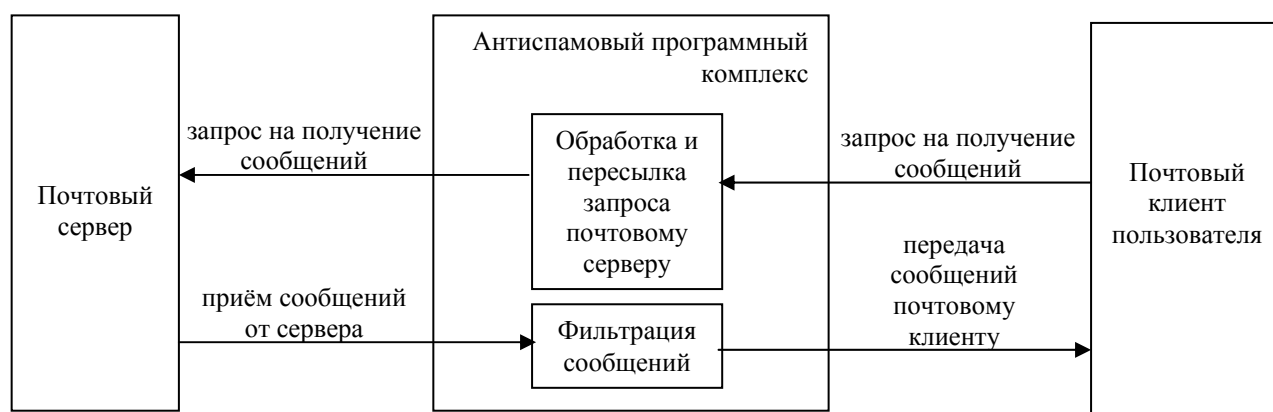 Антиспамовый программный
комплекс
запрос на получение
сообщений
Обработка и
пересылка
запроса
почтовому
серверу
запрос на получение
сообщений
Почтовый
сервер
Почтовый
клиент
пользователя
приём сообщений
от сервера
Фильтрация
сообщений
передача
сообщений
почтовому
клиенту